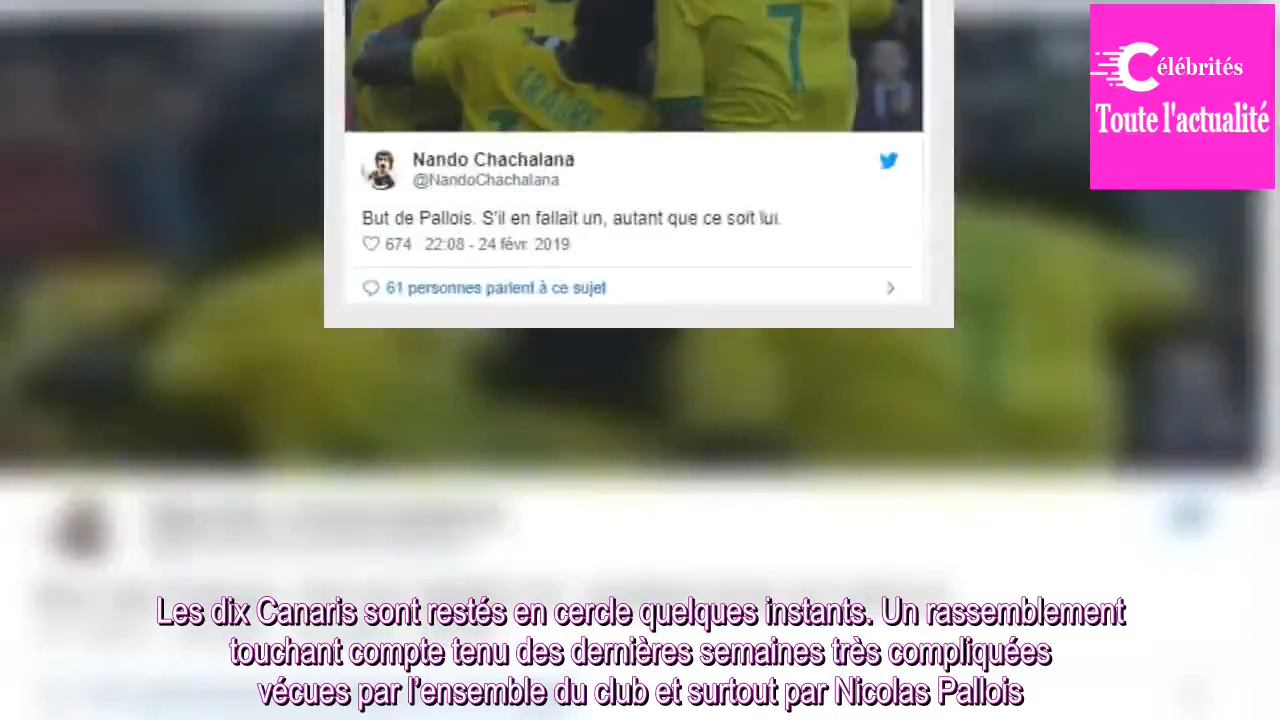 7
Célébrités
Toute l'actualité
Nando Chachalana
@NandoChachalana
But de Pallois. S'il en fallait un, autant que ce soit lui.
674 22:08 - 24 févr. 2019
61 personnes parlent à ce sujet
Les dix Canaris sont restés en cercle quelques instants. Un rassemblement
touchant compte tenu des dernières semaines très compliquées
vécues par l'ensemble du club et surtout par Nicolas Pallois